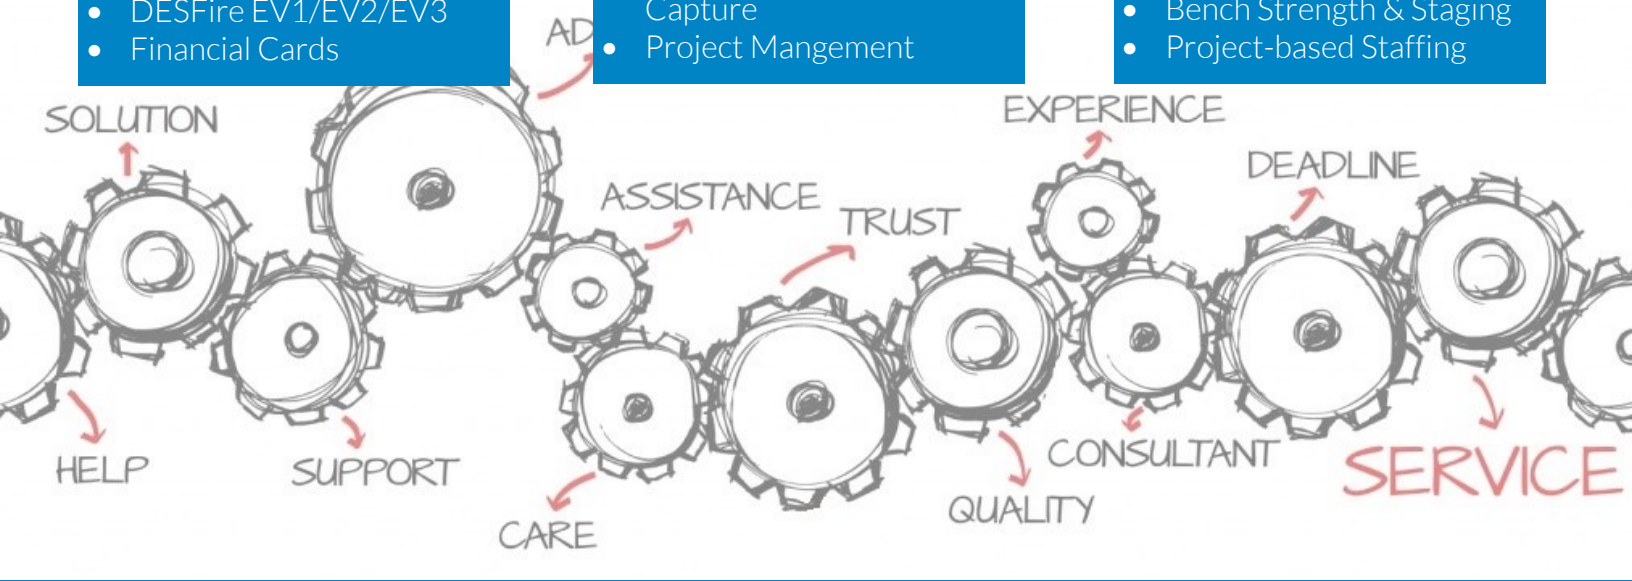 DESFire EV1/EV2/EV3
Financial Cards
Capture
Project Mangement
Bench Strength & Staging
Project-based Staffing
AD
SOLUTION
EXPERIENCE
DEADLINE
ASSISTANCE
TRUST
HELP
SUPPORT
CONSULTANT
SERVICE
QUALITY
CARE